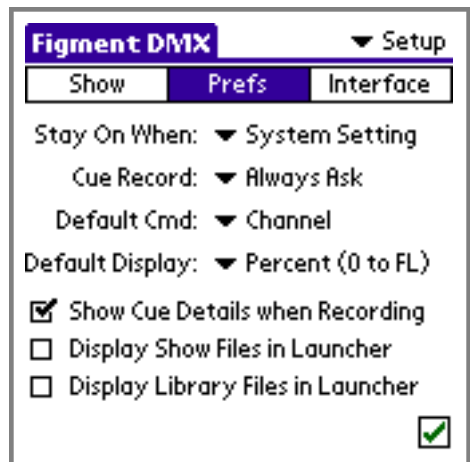 Figment DMX Setup
Show Prefs Interface
Stay On When: System Setting
Cue Record: Always Ask
Default Cmd: Channel
Default Display: Percent (0 to FL)
Show Cue Details when Recording
Display Show Files in Launcher
Display Library Files in Launcher